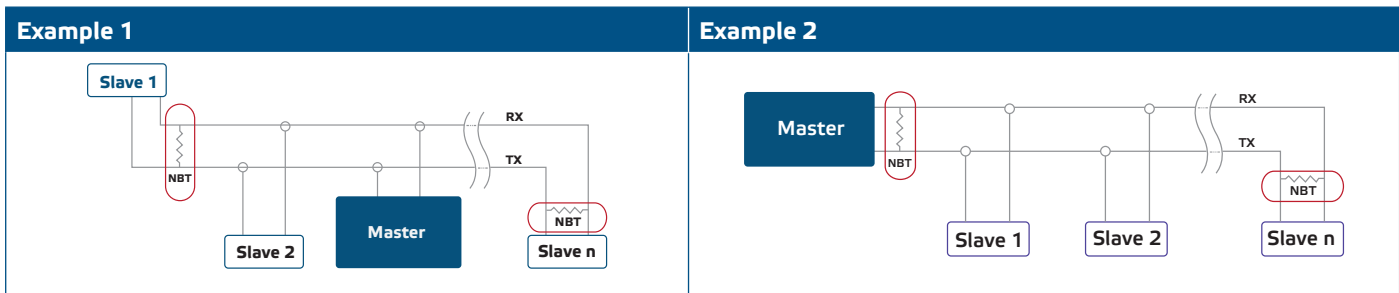 Example 1
Slave 1
RX
NBT
TX
NBT
Master
Slave 2
Slave n
Example 2
Master
RX
TX
NBT
NBT
Slave 1
Slave 2
Slave n